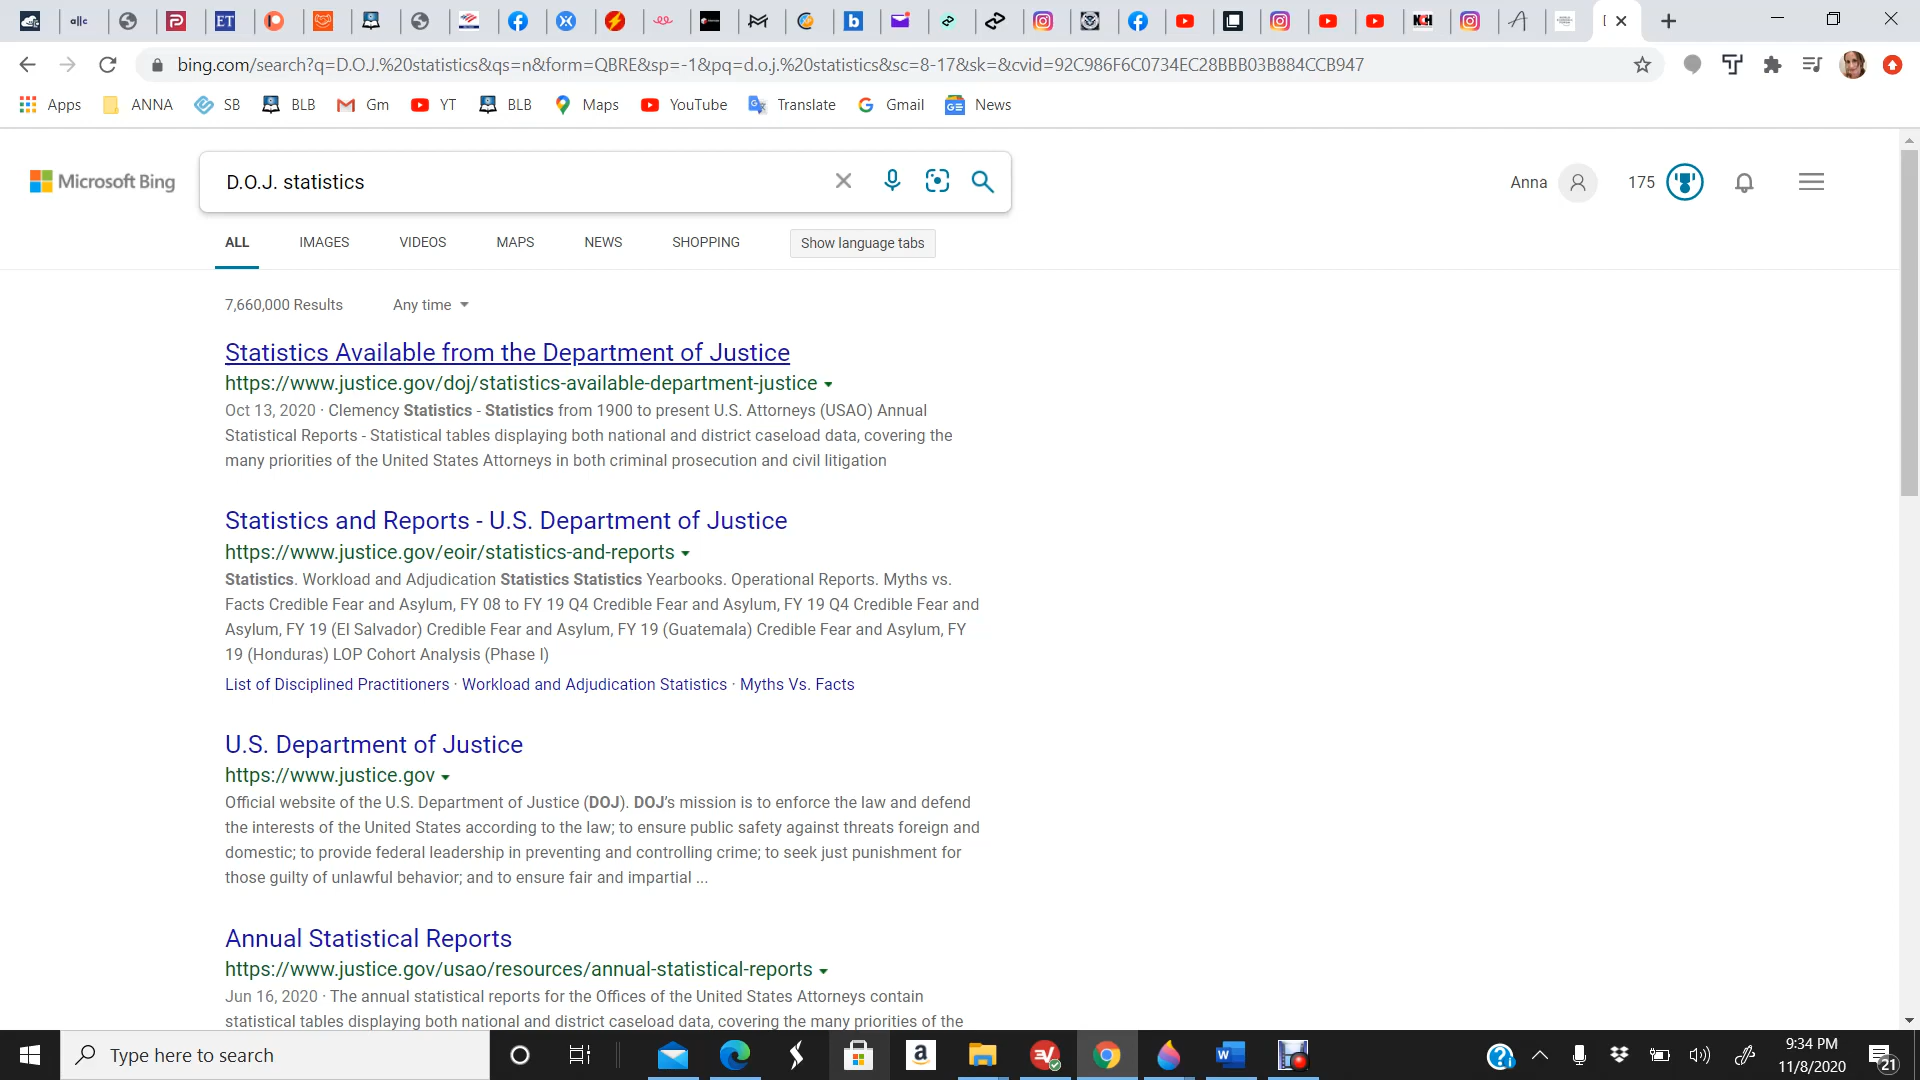 ET
b
KCH
bing.com/search?q=D.O.J.%20statistics&qs=n&form=QBRE&sp=-1&pq=d.o.j.%20statistics&sc=8-17&sk=&cvid=92C986F6C0734EC28BBB03B884CCB947
Apps ANNA SB BLB Gm YT BLB Maps YouTube Translate Gmail News
Microsoft Bing
D.O.J. statistics
Anna
175
ALL IMAGES VIDEOS MAPS NEWS SHOPPING Show language tabs
7,660,000 Results Any time
Statistics Available from the Department of Justice
https://www.justice.gov/doj/statistics-available-department-justice
Oct 13, 2020 · Clemency Statistics - Statistics from 1900 to present U.S. Attorneys (USAO) Annual
Statistical Reports - Statistical tables displaying both national and district caseload data, covering the
many priorities of the United States Attorneys in both criminal prosecution and civil litigation
Statistics and Reports - U.S. Department of Justice
https://www.justice.gov/eoir/statistics-and-reports
Statistics. Workload and Adjudication Statistics Statistics Yearbooks. Operational Reports. Myths vs.
Facts Credible Fear and Asylum, FY 08 to FY 19 Q4 Credible Fear and Asylum, FY 19 Q4 Credible Fear and
Asylum, FY 19 (El Salvador) Credible Fear and Asylum, FY 19 (Guatemala) Credible Fear and Asylum, FY
19 (Honduras) LOP Cohort Analysis (Phase I)
List of Disciplined Practitioners · Workload and Adjudication Statistics · Myths Vs. Facts
U.S. Department of Justice
https://www.justice.gov
Official website of the U.S. Department of Justice (DOJ). DOJ's mission is to enforce the law and defend
the interests of the United States according to the law; to ensure public safety against threats foreign and
domestic; to provide federal leadership in preventing and controlling crime; to seek just punishment for
those guilty of unlawful behavior; and to ensure fair and impartial ...
Annual Statistical Reports
https://www.justice.gov/usao/resources/annual-statistical-reports
Jun 16, 2020 · The annual statistical reports for the Offices of the United States Attorneys contain
statistical tables displaying both national and district caseload data, covering the many priorities of the
Type here to search
9:34 PM
11/8/2020
21